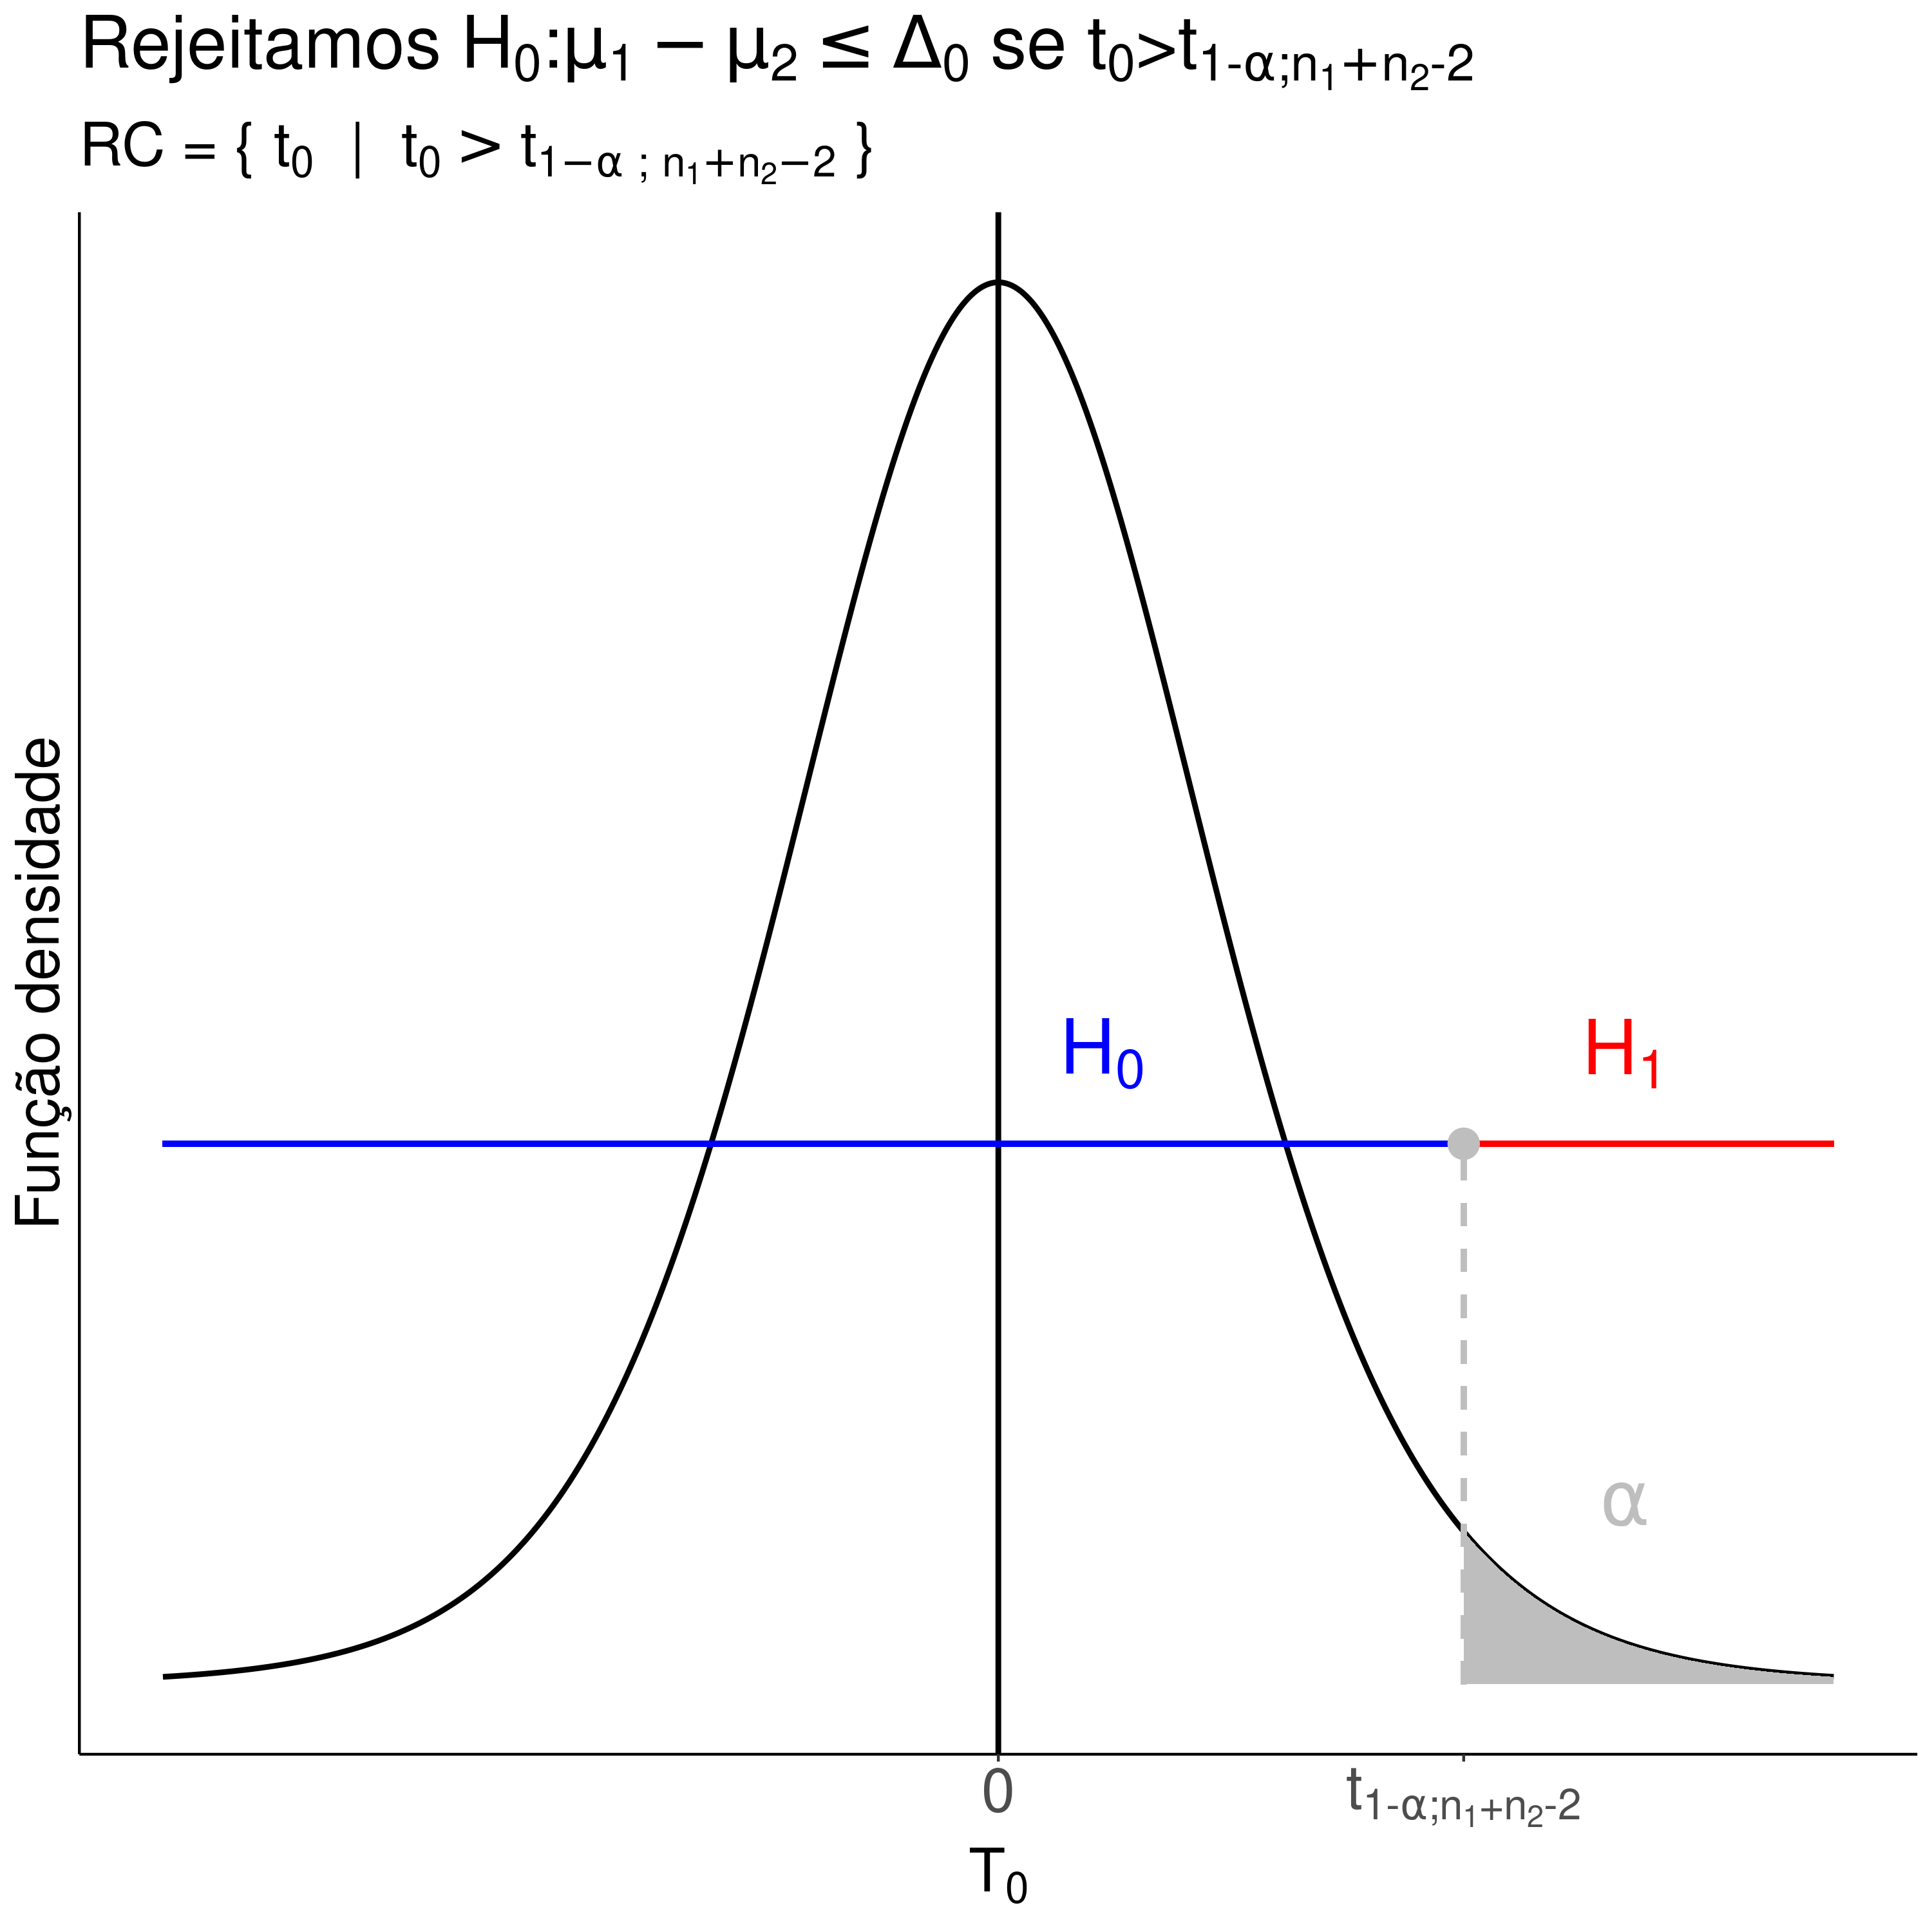 Rejeitamos H₀:μ₁ − μ₂ ≤ Δ₀ se t₀>t₁₋α;n₁+n₂-2
RC = { t₀ | t₀ > t₁₋α ; n₁+n₂−2 }
Função densidade
H₀
H₁
α
0
t₁₋α;n₁+n₂-2
T₀